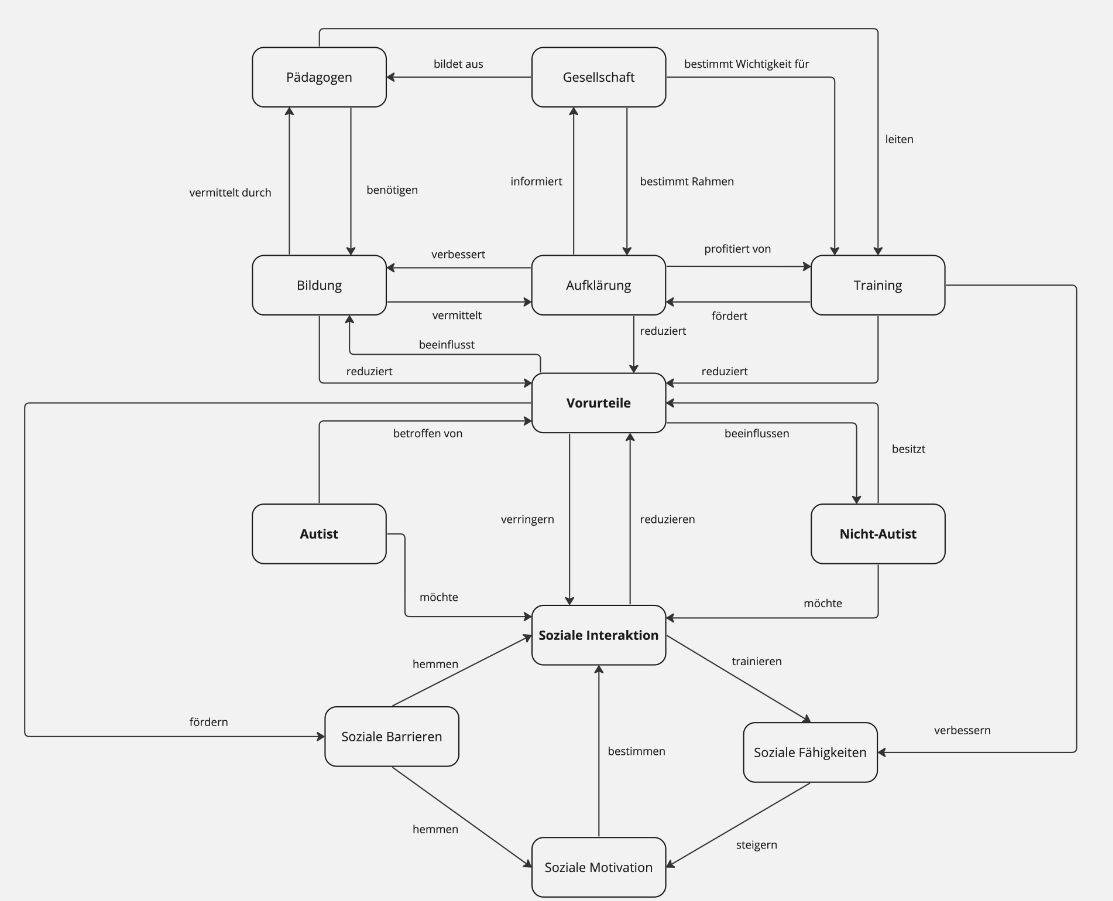 Pädagogen
bildet aus
Gesellschaft
bestimmt Wichtigkeit für
leiten
vermittelt durch
benötigen
informiert
bestimmt Rahmen
Bildung
verbessert
vermittelt
Aufklärung
profitiert von
fördert
Training
reduziert
beeinflusst
reduziert
reduziert
Vorurteile
betroffen von
beeinflussen
besitzt
Autist
verringern
reduzieren
Nicht-Autist
möchte
möchte
Soziale Interaktion
hemmen
trainieren
fördern
Soziale Barrieren
bestimmen
Soziale Fähigkeiten
verbessern
hemmen
steigern
Soziale Motivation